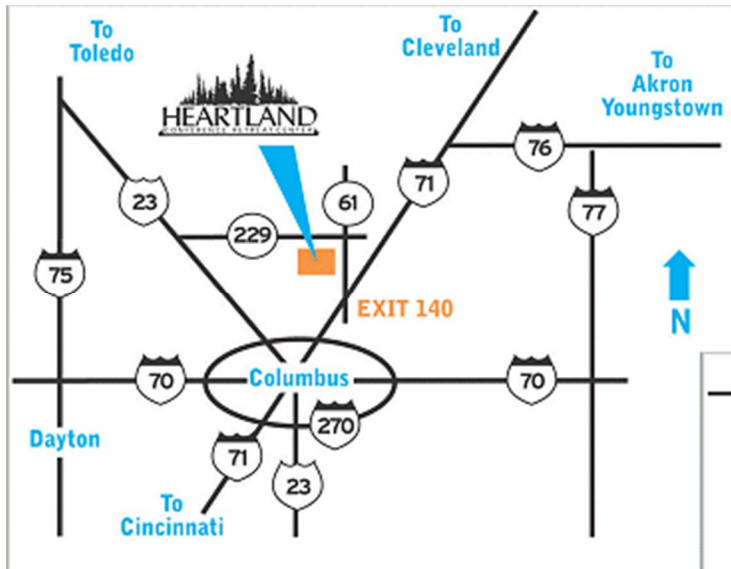 To
Toledo
To
Cleveland
To
Akron
Youngstown
HEARTLAND
CONFERENCE RETREAT CENTER
76
71
23
61
77
229
75
EXIT 140
N
70
Columbus
70
270
Dayton
71
23
To
Cincinnati